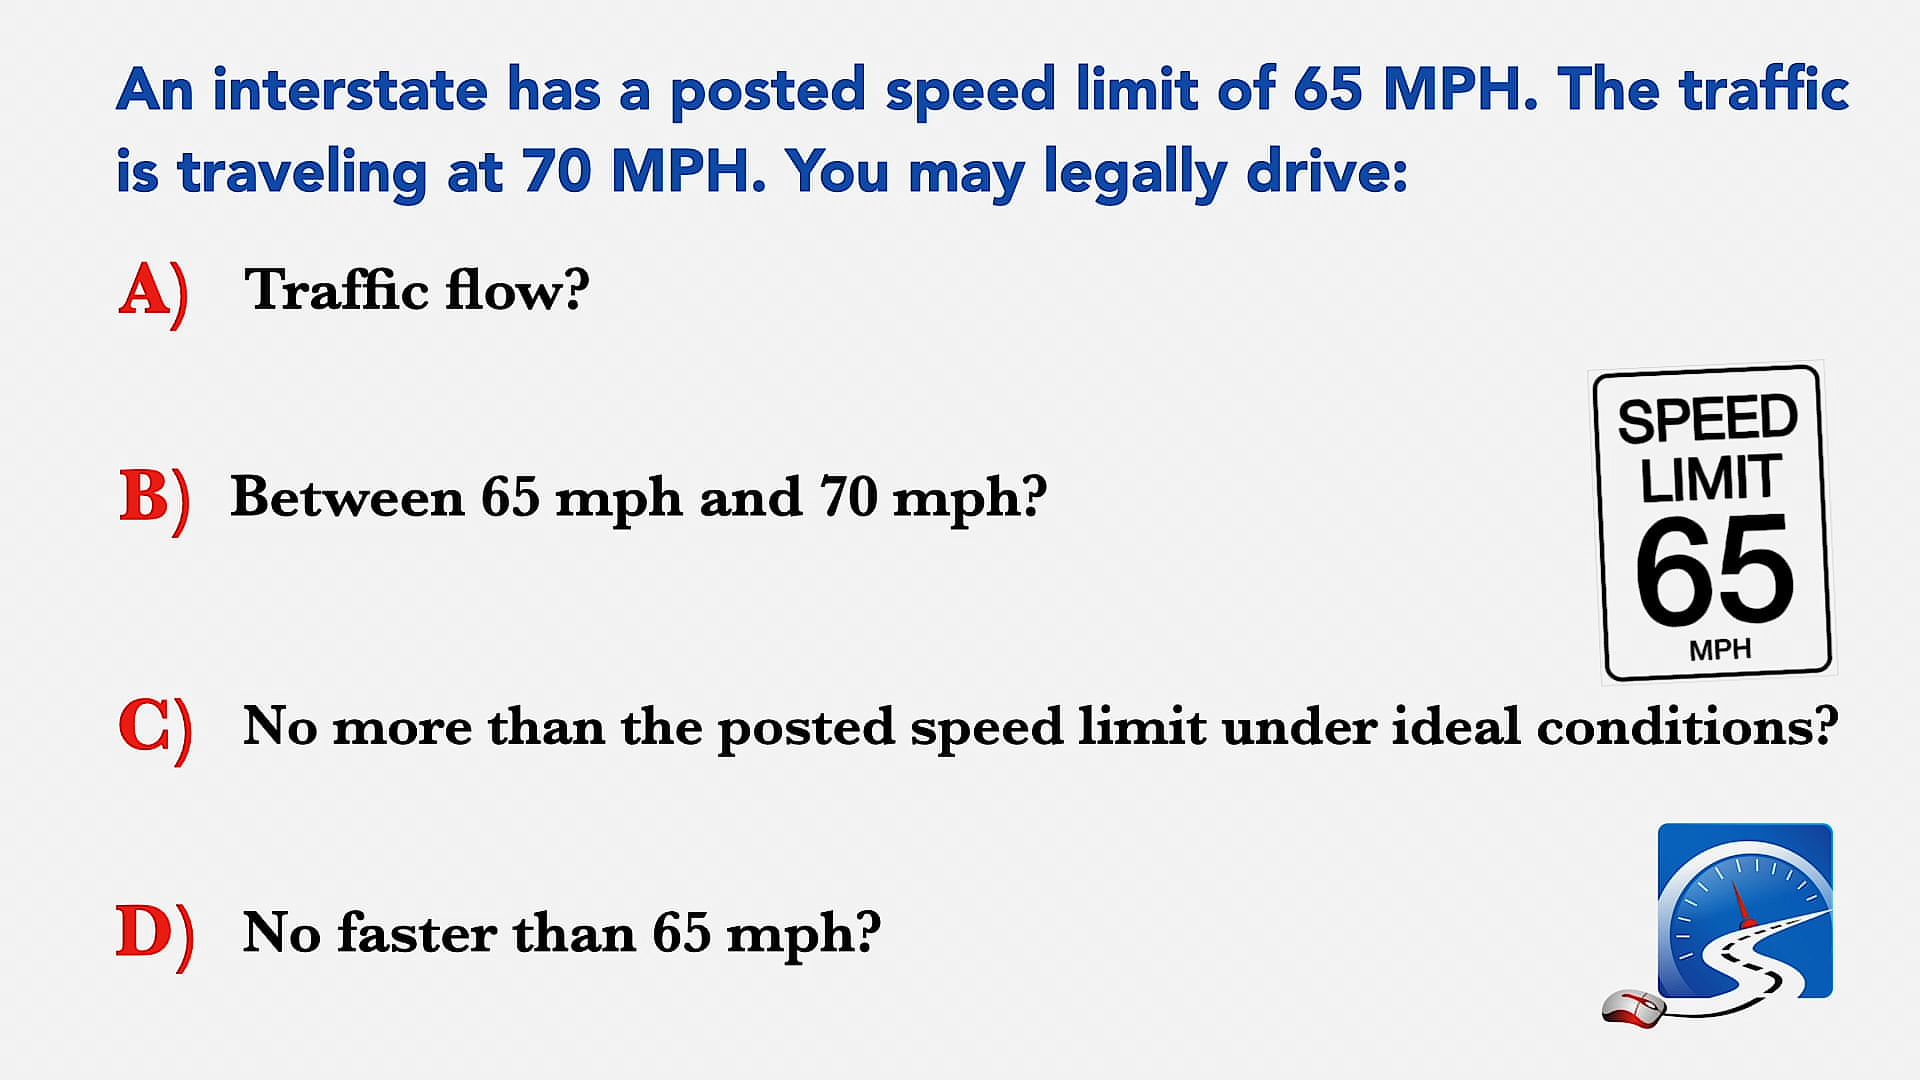 An interstate has a posted speed limit of 65 MPH. The traffic
is traveling at 70 MPH. You may legally drive:
A) Traffic flow?
B) Between 65 mph and 70 mph?
SPEED
LIMIT
65
MPH
C) No more than the posted speed limit under ideal conditions?
D) No faster than 65 mph?